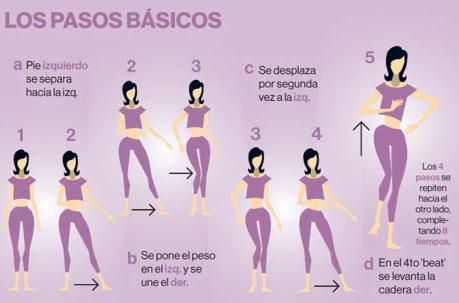 LOS PASOS BÁSICOS
a Pie izquierdo
se separa
hacia la izq.
1
2
2
3
b Se pone el peso
en el izq. y se
une el der.
c Se desplaza
por segunda
vez a la izq.
3
4
5
Los 4
pasos se
repiten
hacia el
otro lado,
comple-
tando 8
tiempos.
d En el 4to 'beat'
se levanta la
cadera der.